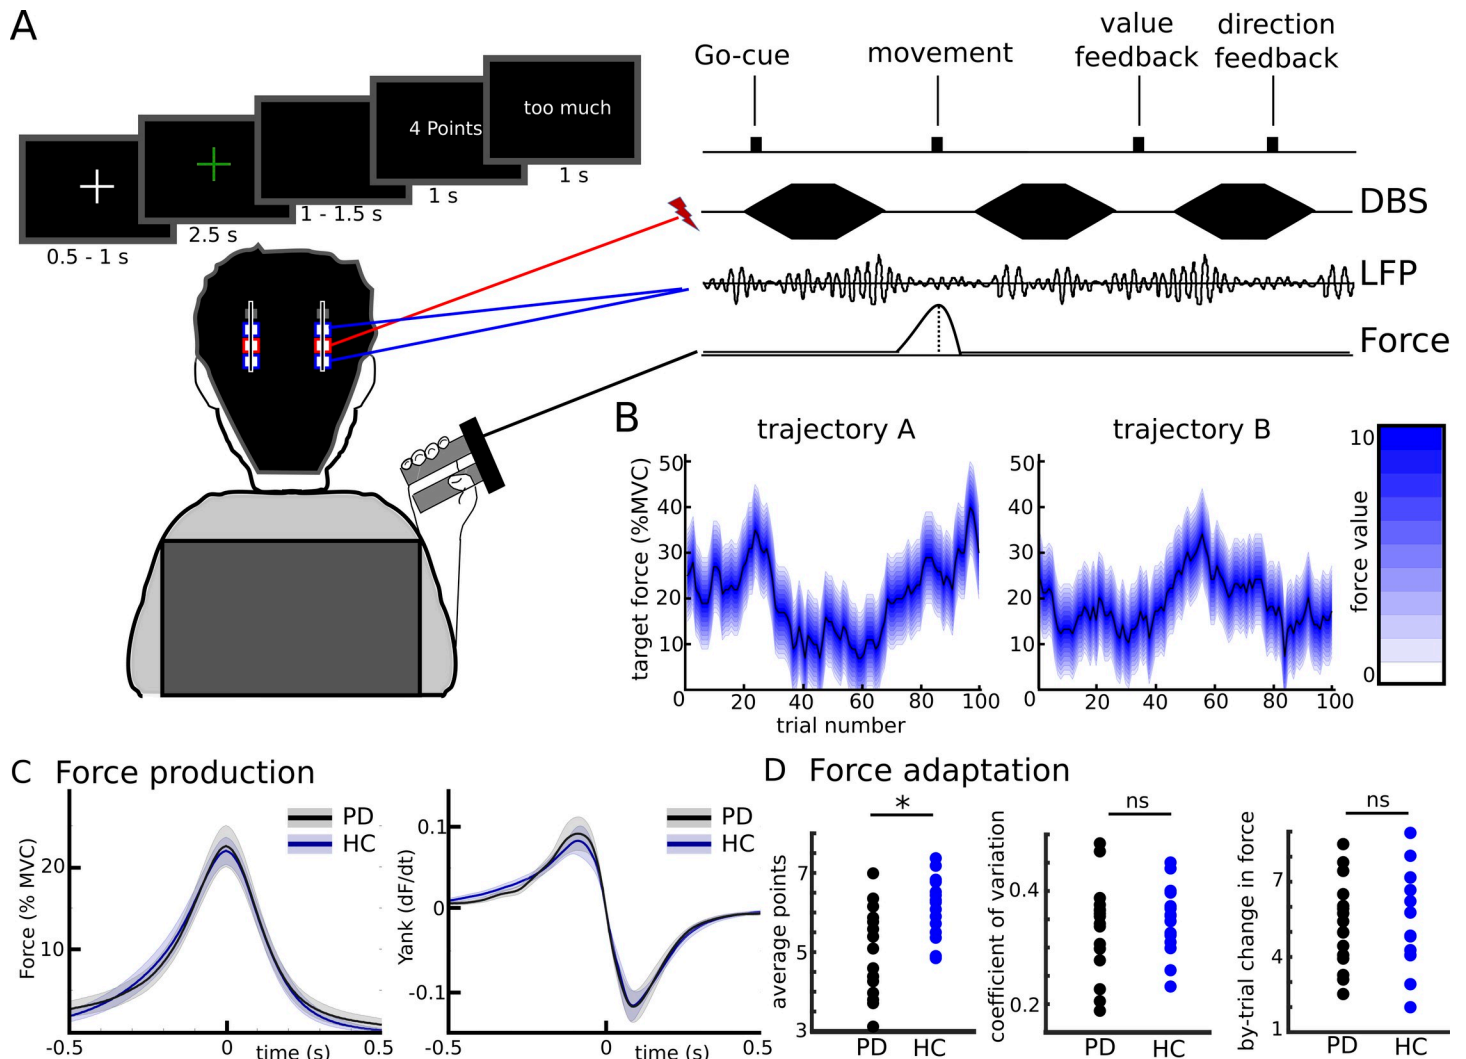 A
0.5 - 1 s
2.5 s
1 - 1.5 s
4 Points
1 s
too much
1 s
Go-cue
movement
value
feedback
direction
feedback
DBS
LFP
Force
B
trajectory A
target force (%MVC)
50
40
30
20
10
0
20
40
60
80
100
trial number
trajectory B
50
40
30
20
10
0
20
40
60
80
100
force value
10
0
C Force production
Force (% MVC)
20
10
-0.5
0
time (s)
0.5
PD
HC
Yank (dF/dt)
0.1
0
-0.1
-0.5
0
time (s)
0.5
PD
HC
D Force adaptation
*
average points
7
5
3
PD
HC
ns
coefficient of variation
0.4
0.2
PD
HC
ns
by-trial change in force
7
4
1
PD
HC